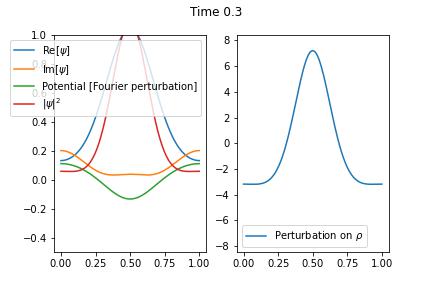 Time 0.3
1.0
0.8
0.6
0.4
0.2
0.0
−0.2
−0.4
Re[ψ]
Im[ψ]
Potential [Fourier perturbation]
|ψ|²
0.00 0.25 0.50 0.75 1.00
8
6
4
2
0
−2
−4
−6
−8
Perturbation on ρ
0.00 0.25 0.50 0.75 1.00